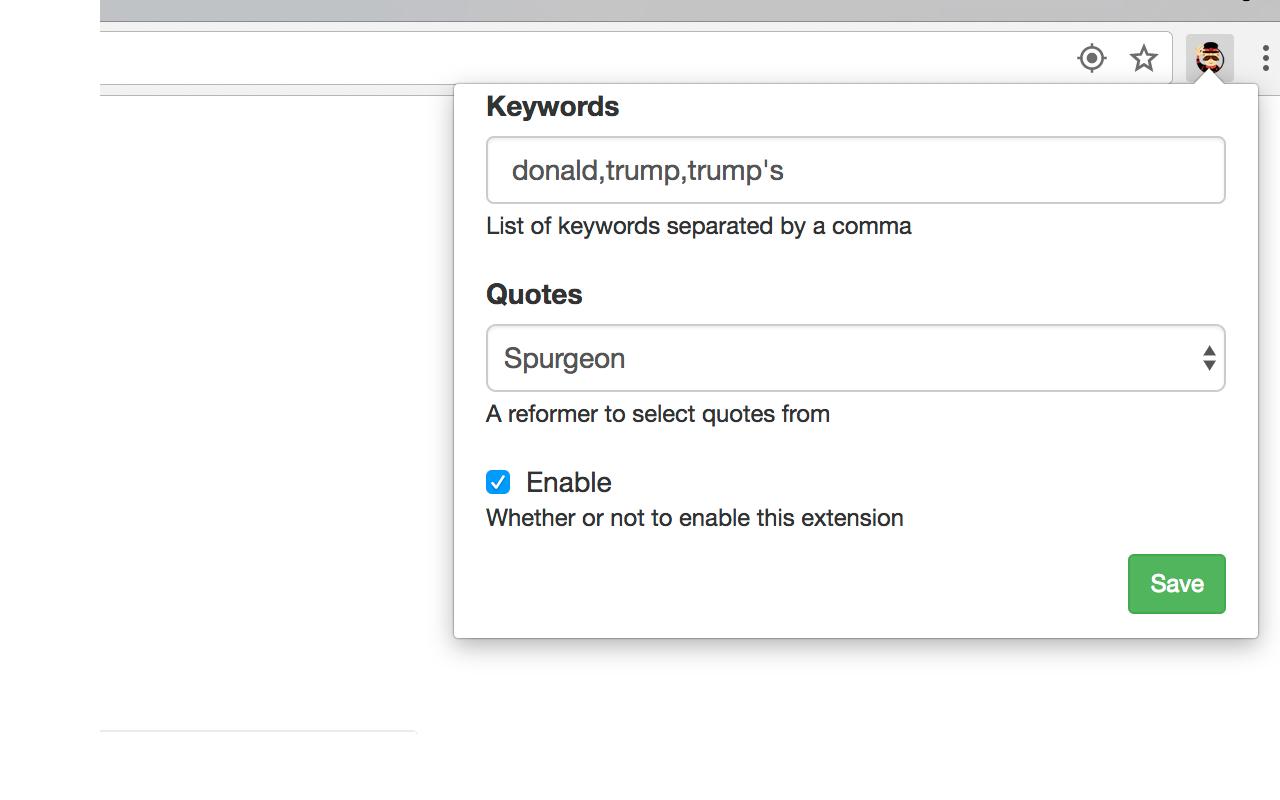 Keywords
donald,trump,trump's
List of keywords separated by a comma
Quotes
Spurgeon
A reformer to select quotes from
Enable
Whether or not to enable this extension
Save